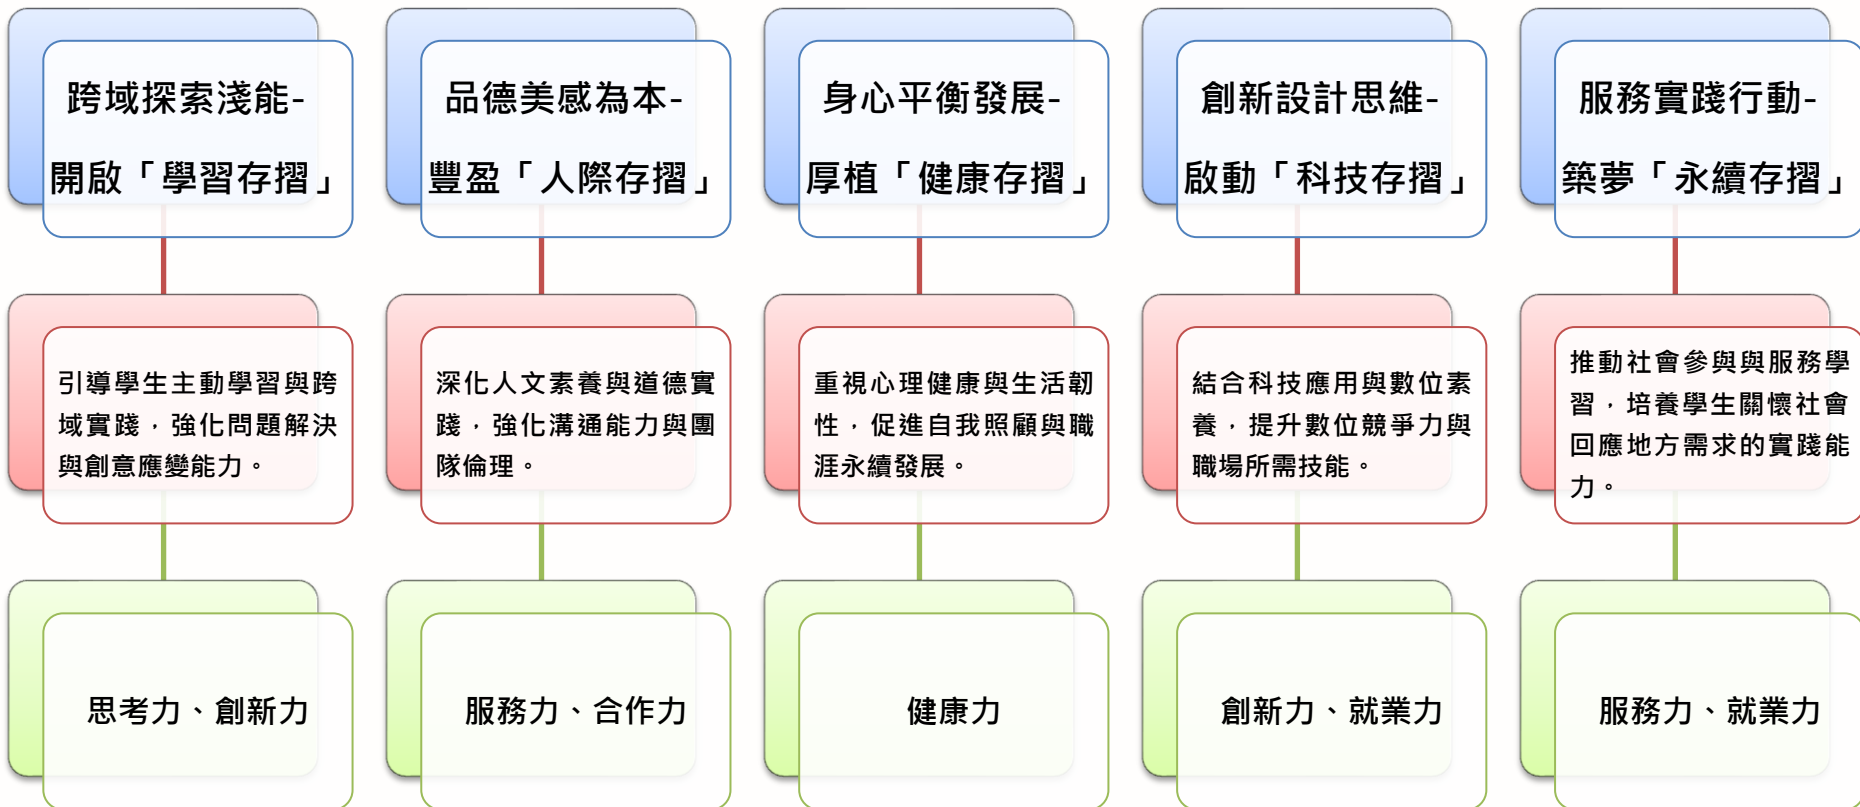 跨域探索淺能-
開啟「學習存摺」
品德美感為本-
豐盈「人際存摺」
身心平衡發展-
厚植「健康存摺」
創新設計思維-
啟動「科技存摺」
服務實踐行動-
築夢「永續存摺」
引導學生主動學習與跨
域實踐，強化問題解決
與創意應變能力。
深化人文素養與道德實
踐，強化溝通能力與團
隊倫理。
重視心理健康與生活韌
性，促進自我照顧與職
涯永續發展。
結合科技應用與數位素
養，提升數位競爭力與
職場所需技能。
推動社會參與與服務學
習，培養學生關懷社會
回應地方需求的實踐能
力。
思考力、創新力
服務力、合作力
健康力
創新力、就業力
服務力、就業力